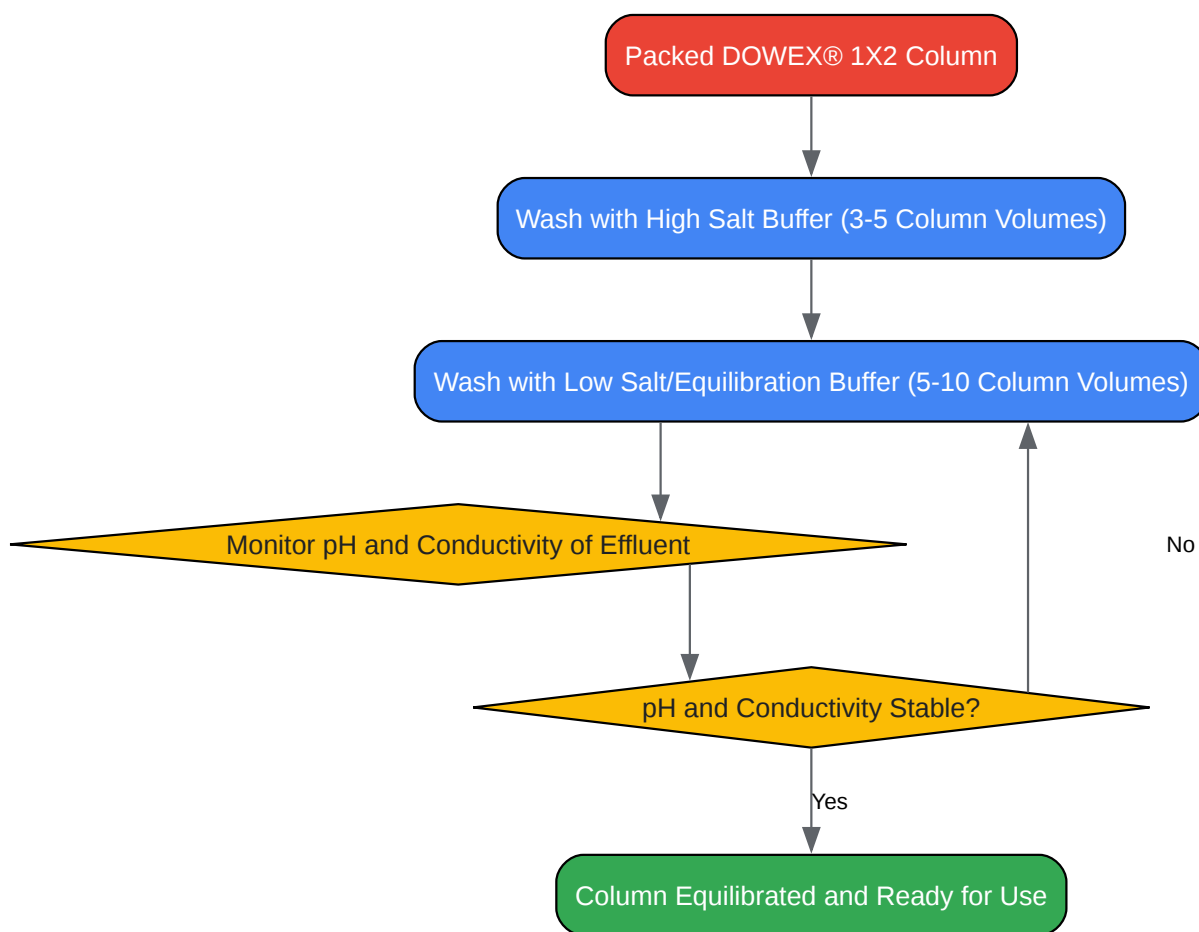 Packed DOWEX® 1X2 Column
Wash with High Salt Buffer (3-5 Column Volumes)
Wash with Low Salt/Equilibration Buffer (5-10 Column Volumes)
Monitor pH and Conductivity of Effluent
No
pH and Conductivity Stable?
Yes
Column Equilibrated and Ready for Use